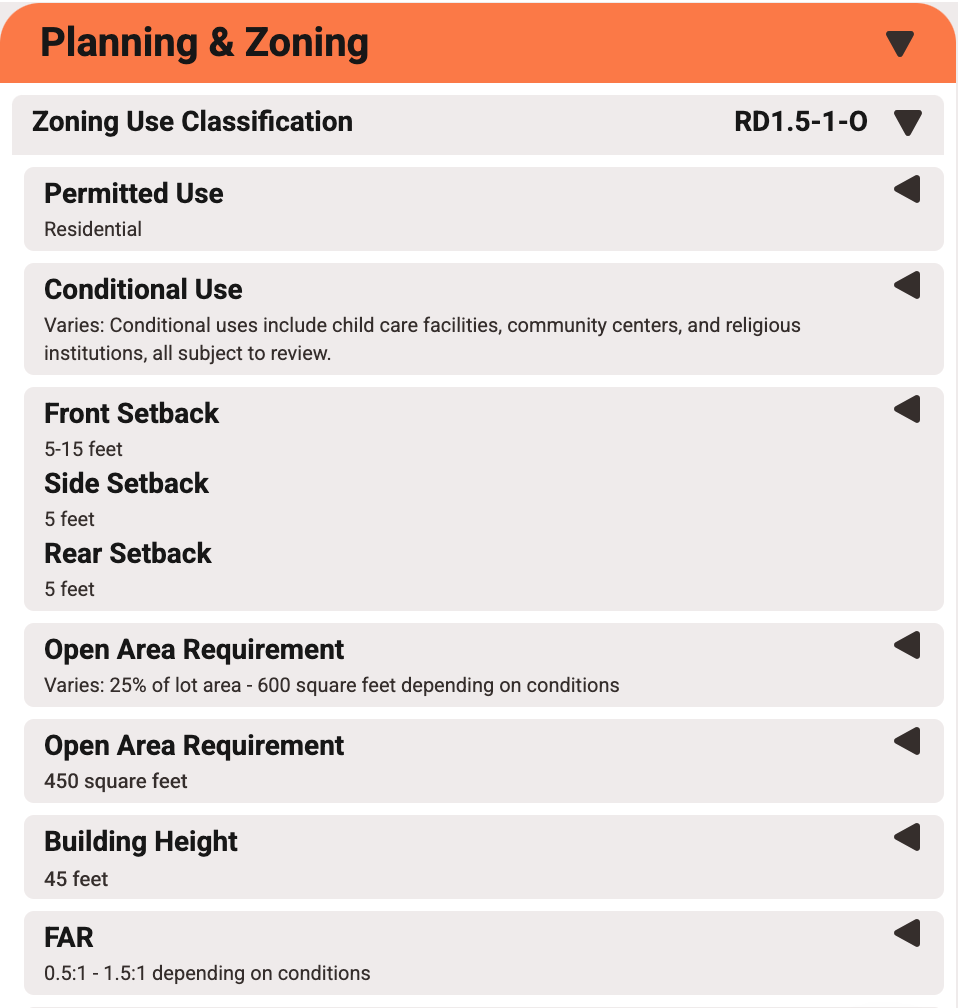 Planning & Zoning
Zoning Use Classification RD1.5-1-O
Permitted Use
Residential
Conditional Use
Varies: Conditional uses include child care facilities, community centers, and religious
institutions, all subject to review.
Front Setback
5-15 feet
Side Setback
5 feet
Rear Setback
5 feet
Open Area Requirement
Varies: 25% of lot area - 600 square feet depending on conditions
Open Area Requirement
450 square feet
Building Height
45 feet
FAR
0.5:1 - 1.5:1 depending on conditions